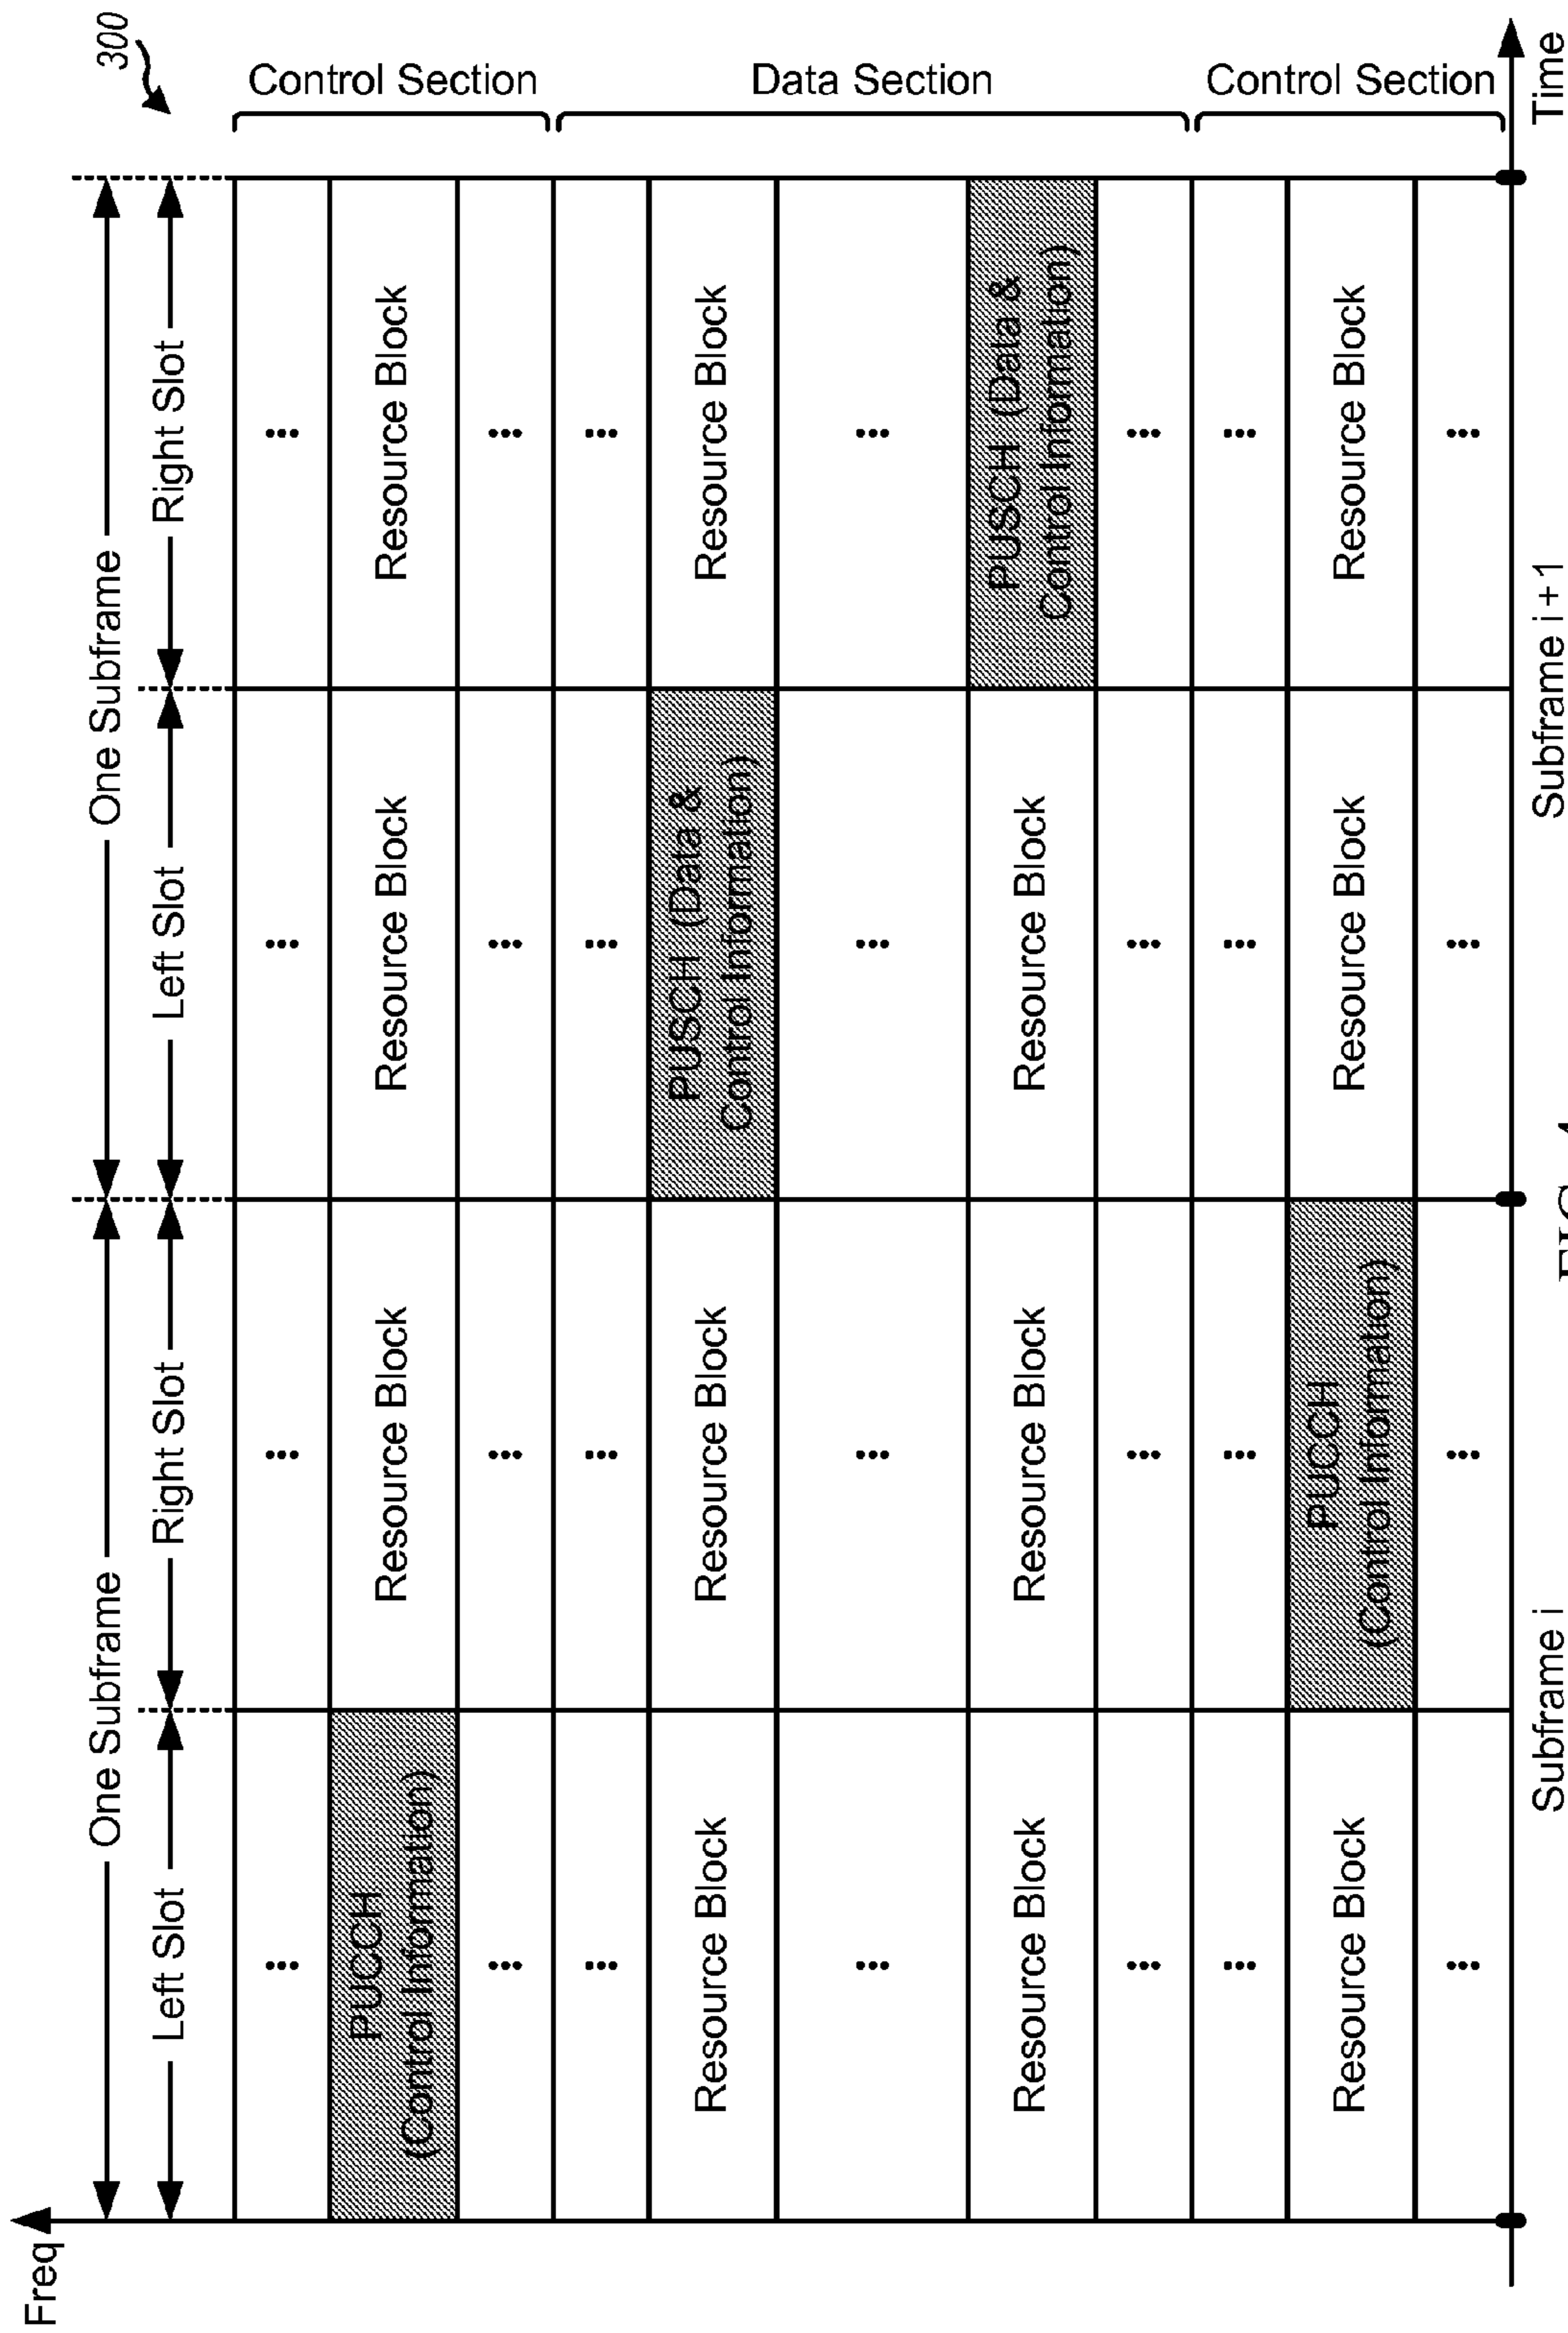 Freq
One Subframe
One Subframe
300
Left Slot
Right Slot
Left Slot
Right Slot
Control Section
PUCCH
(Control Information)
Resource Block
Resource Block
Resource Block
Data Section
Resource Block
Resource Block
PUSCH (Data &
Control Information)
Resource Block
Resource Block
Resource Block
Resource Block
PUSCH (Data &
Control Information)
Control Section
Resource Block
PUCCH
(Control Information)
Resource Block
Resource Block
Subframe i
Subframe i + 1
Time